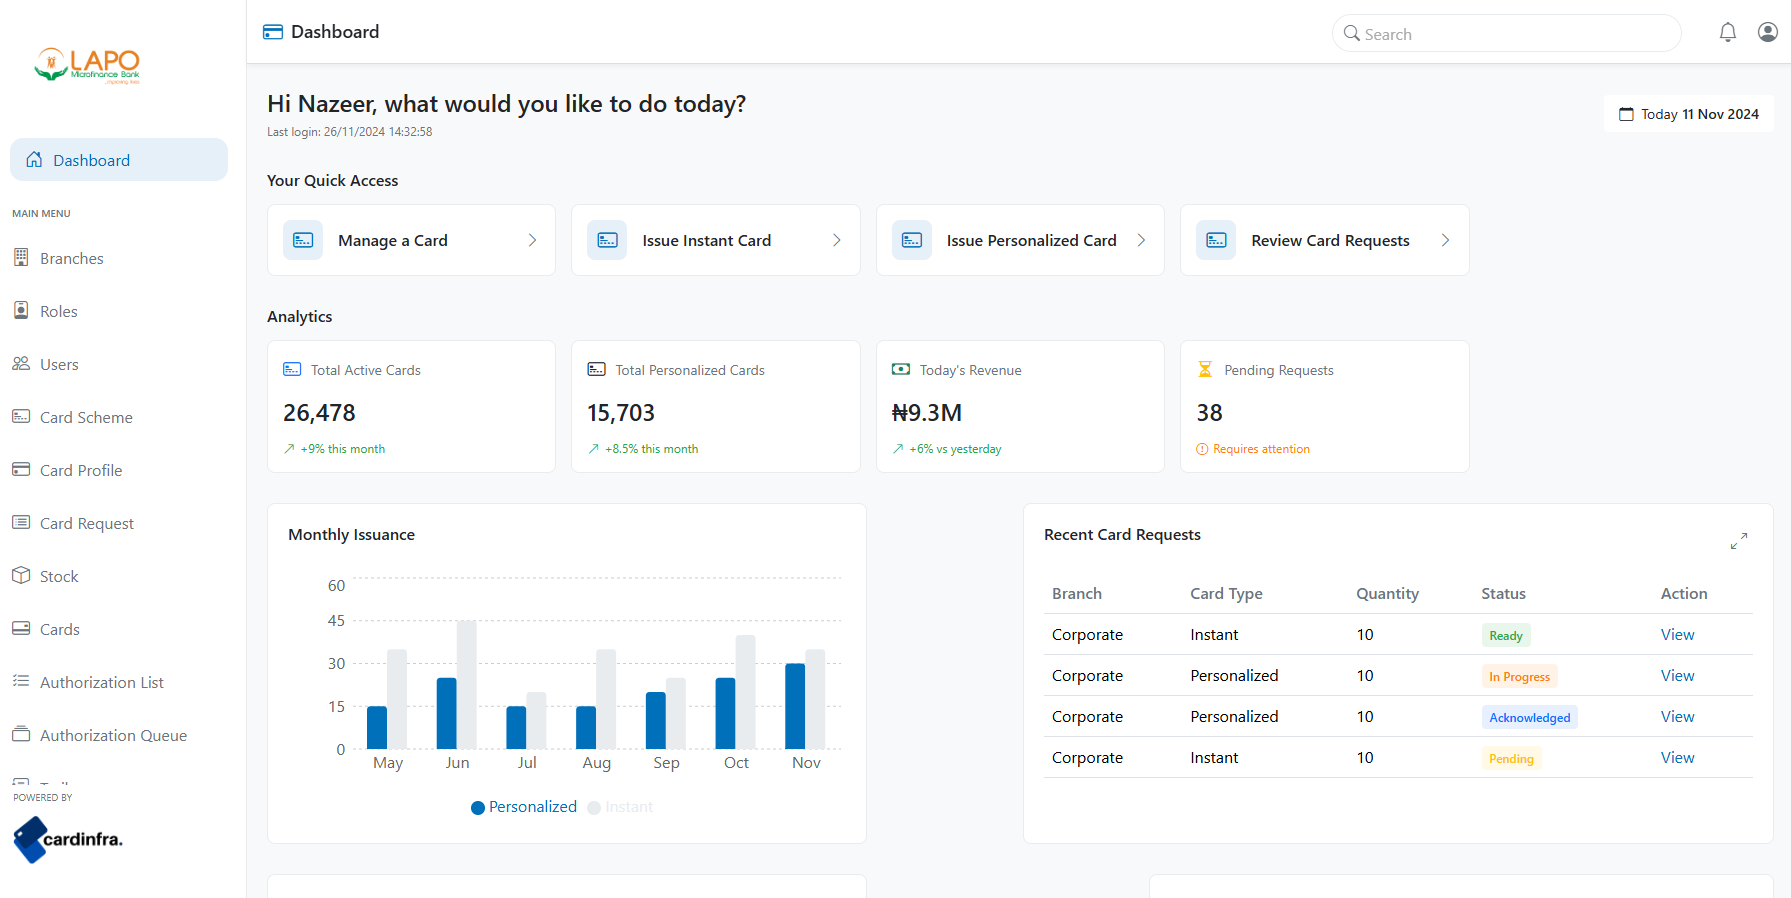 LAPO
Microfinance Bank
Dashboard
MAIN MENU
Branches
Roles
Users
Card Scheme
Card Profile
Card Request
Stock
Cards
Authorization List
Authorization Queue
POWERED BY
cardinfra.
Dashboard
Search
Hi Nazeer, what would you like to do today?
Last login: 26/11/2024 14:32:58
Today 11 Nov 2024
Your Quick Access
Manage a Card
Issue Instant Card
Issue Personalized Card
Review Card Requests
Analytics
Total Active Cards
26,478
+9% this month
Total Personalized Cards
15,703
+8.5% this month
Today's Revenue
₦9.3M
+6% vs yesterday
Pending Requests
38
Requires attention
Monthly Issuance
60
45
30
15
0
May Jun Jul Aug Sep Oct Nov
Personalized Instant
Recent Card Requests
Branch Card Type Quantity Status Action
Corporate Instant 10 Ready View
Corporate Personalized 10 In Progress View
Corporate Personalized 10 Acknowledged View
Corporate Instant 10 Pending View